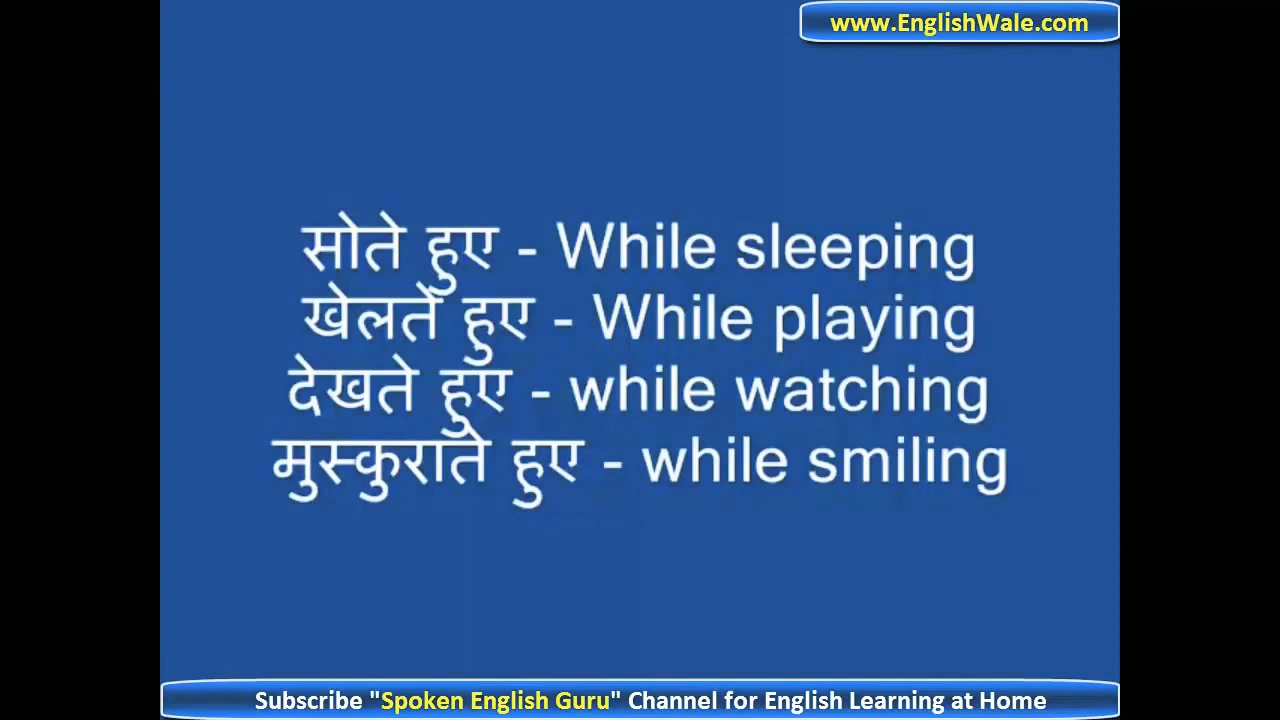 www.EnglishWale.com
सोते हुए - While sleeping
खेलते हुए - While playing
देखते हुए - while watching
मुस्कुराते हुए - while smiling
Subscribe "Spoken English Guru" Channel for English Learning at Home